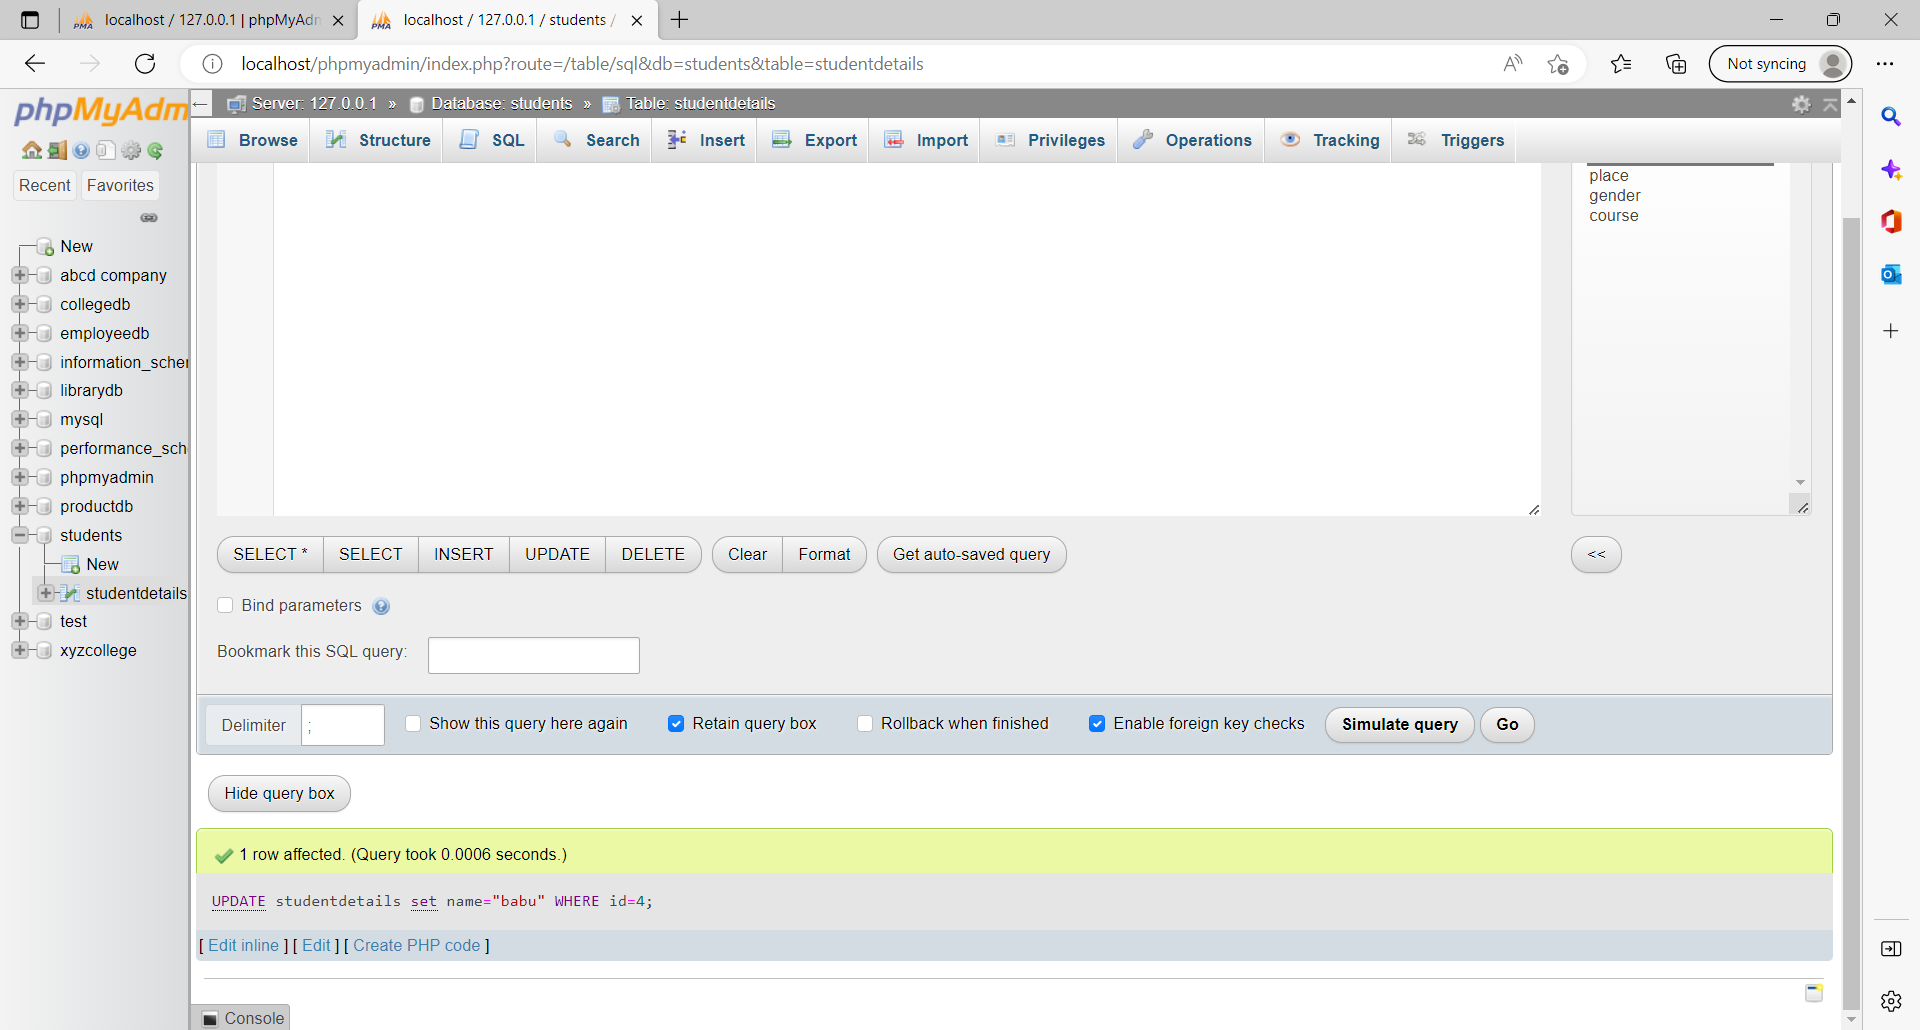 localhost / 127.0.0.1 | phpMyAdm
localhost / 127.0.0.1 / students /
localhost/phpmyadmin/index.php?route=/table/sql&db=students&table=studentdetails
Not syncing
phpMyAdm
Server: 127.0.0.1 » Database: students » Table: studentdetails
Browse Structure SQL Search Insert Export Import Privileges Operations Tracking Triggers
Recent Favorites
New
abcd company
collegedb
employeedb
information_scher
librarydb
mysql
performance_sch
phpmyadmin
productdb
students
New
studentdetails
test
xyzcollege
place
gender
course
SELECT * SELECT INSERT UPDATE DELETE Clear Format Get auto-saved query <<
Bind parameters
Bookmark this SQL query:
Delimiter ; Show this query here again Retain query box Rollback when finished Enable foreign key checks Simulate query Go
Hide query box
1 row affected. (Query took 0.0006 seconds.)
UPDATE studentdetails set name="babu" WHERE id=4;
[ Edit inline ] [ Edit ] [ Create PHP code ]
Console